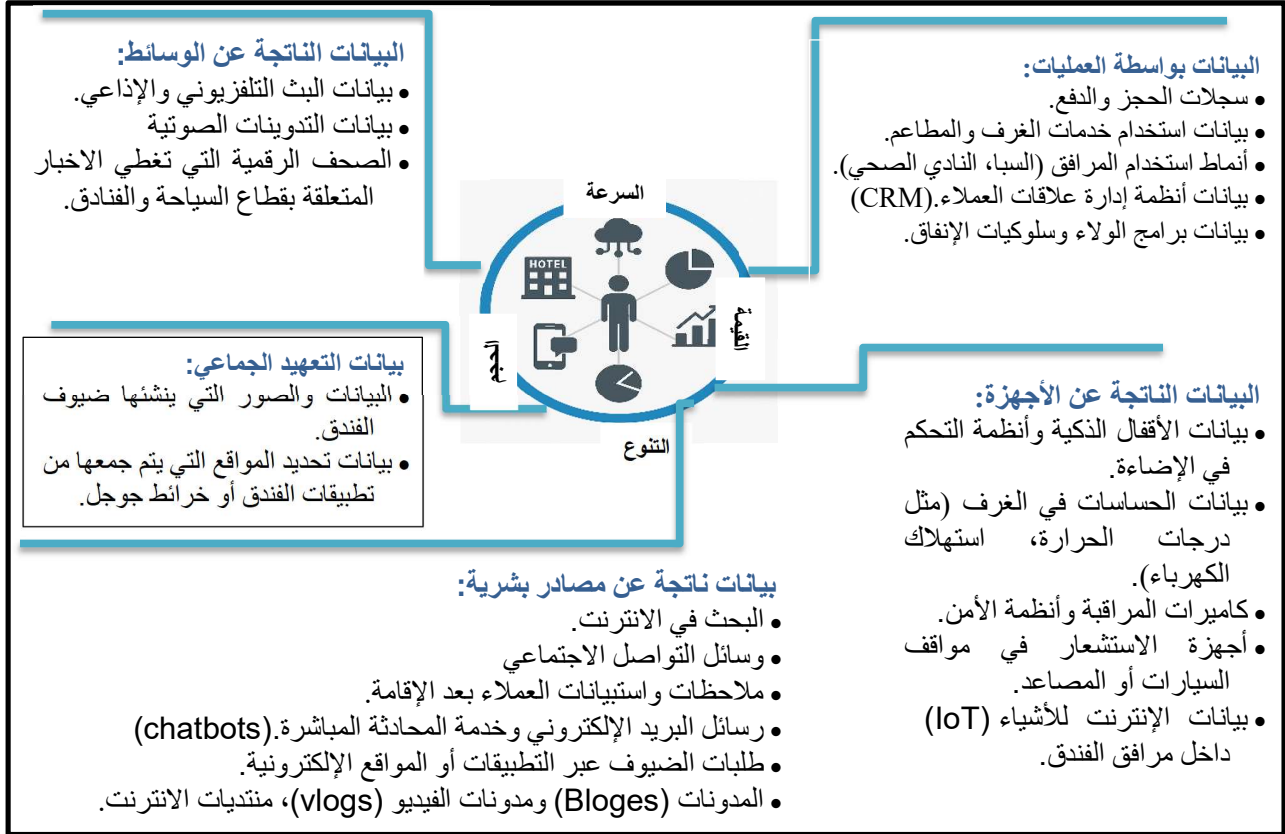 البيانات بواسطة العمليات:
• سجلات الحجز والدفع.
• بيانات استخدام خدمات الغرف والمطاعم.
• أنماط استخدام المرافق (السبا، النادي الصحي).
• بيانات أنظمة إدارة علاقات العملاء.(CRM)
• بيانات برامج الولاء وسلوكيات الإنفاق.
البيانات الناتجة عن الوسائط:
• بيانات البث التلفزيوني والإذاعي.
• بيانات التدوينات الصوتية
• الصحف الرقمية التي تغطي الاخبار
المتعلقة بقطاع السياحة والفنادق.
السرعة
HOTEL
القيمة
الحجم
التنوع
بيانات التعهيد الجماعي:
• البيانات والصور التي ينشئها ضيوف
الفندق.
• بيانات تحديد المواقع التي يتم جمعها من
تطبيقات الفندق أو خرائط جوجل.
البيانات الناتجة عن الأجهزة:
• بيانات الأقفال الذكية وأنظمة التحكم
في الإضاءة.
• بيانات الحساسات في الغرف (مثل
درجات الحرارة، استهلاك
الكهرباء).
• كاميرات المراقبة وأنظمة الأمن.
• أجهزة الاستشعار في مواقف
السيارات أو المصاعد.
• بيانات الإنترنت للأشياء (IoT)
داخل مرافق الفندق.
بيانات ناتجة عن مصادر بشرية:
• البحث في الانترنت.
• وسائل التواصل الاجتماعي
• ملاحظات واستبيانات العملاء بعد الإقامة.
• رسائل البريد الإلكتروني وخدمة المحادثة المباشرة.(chatbots)
• طلبات الضيوف عبر التطبيقات أو المواقع الإلكترونية.
• المدونات (Bloges) ومدونات الفيديو (vlogs)، منتديات الانترنت.